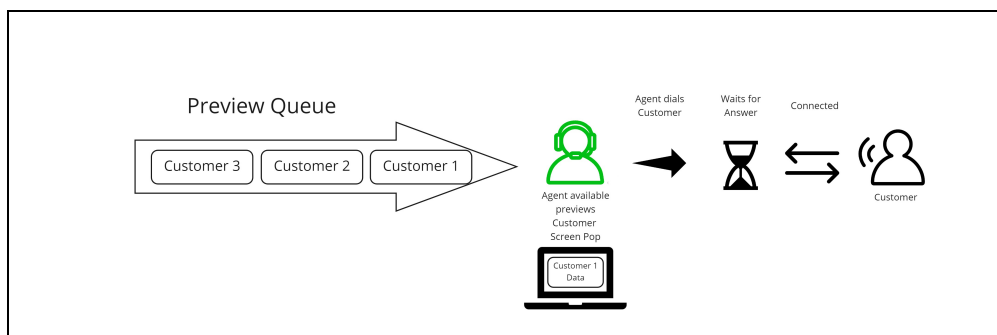 Preview Queue
Customer 3
Customer 2
Customer 1
Agent available
previews
Customer
Screen Pop
Customer 1
Data
Agent dials
Customer
Waits for
Answer
Connected
Customer